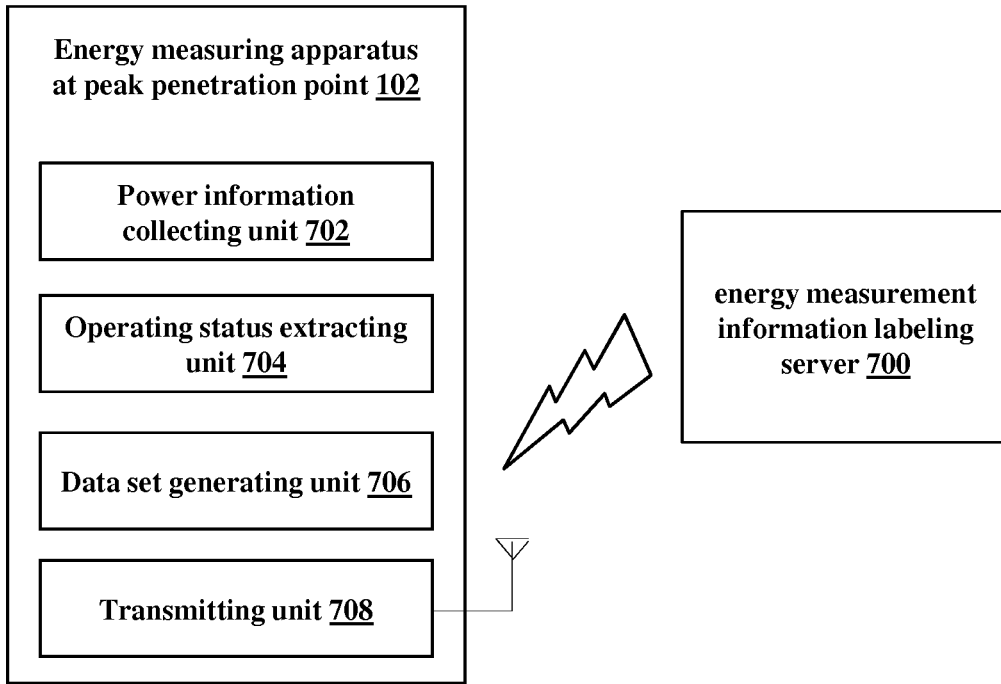 Energy measuring apparatus
at peak penetration point 102
Power information
collecting unit 702
Operating status extracting
unit 704
Data set generating unit 706
Transmitting unit 708
energy measurement
information labeling
server 700